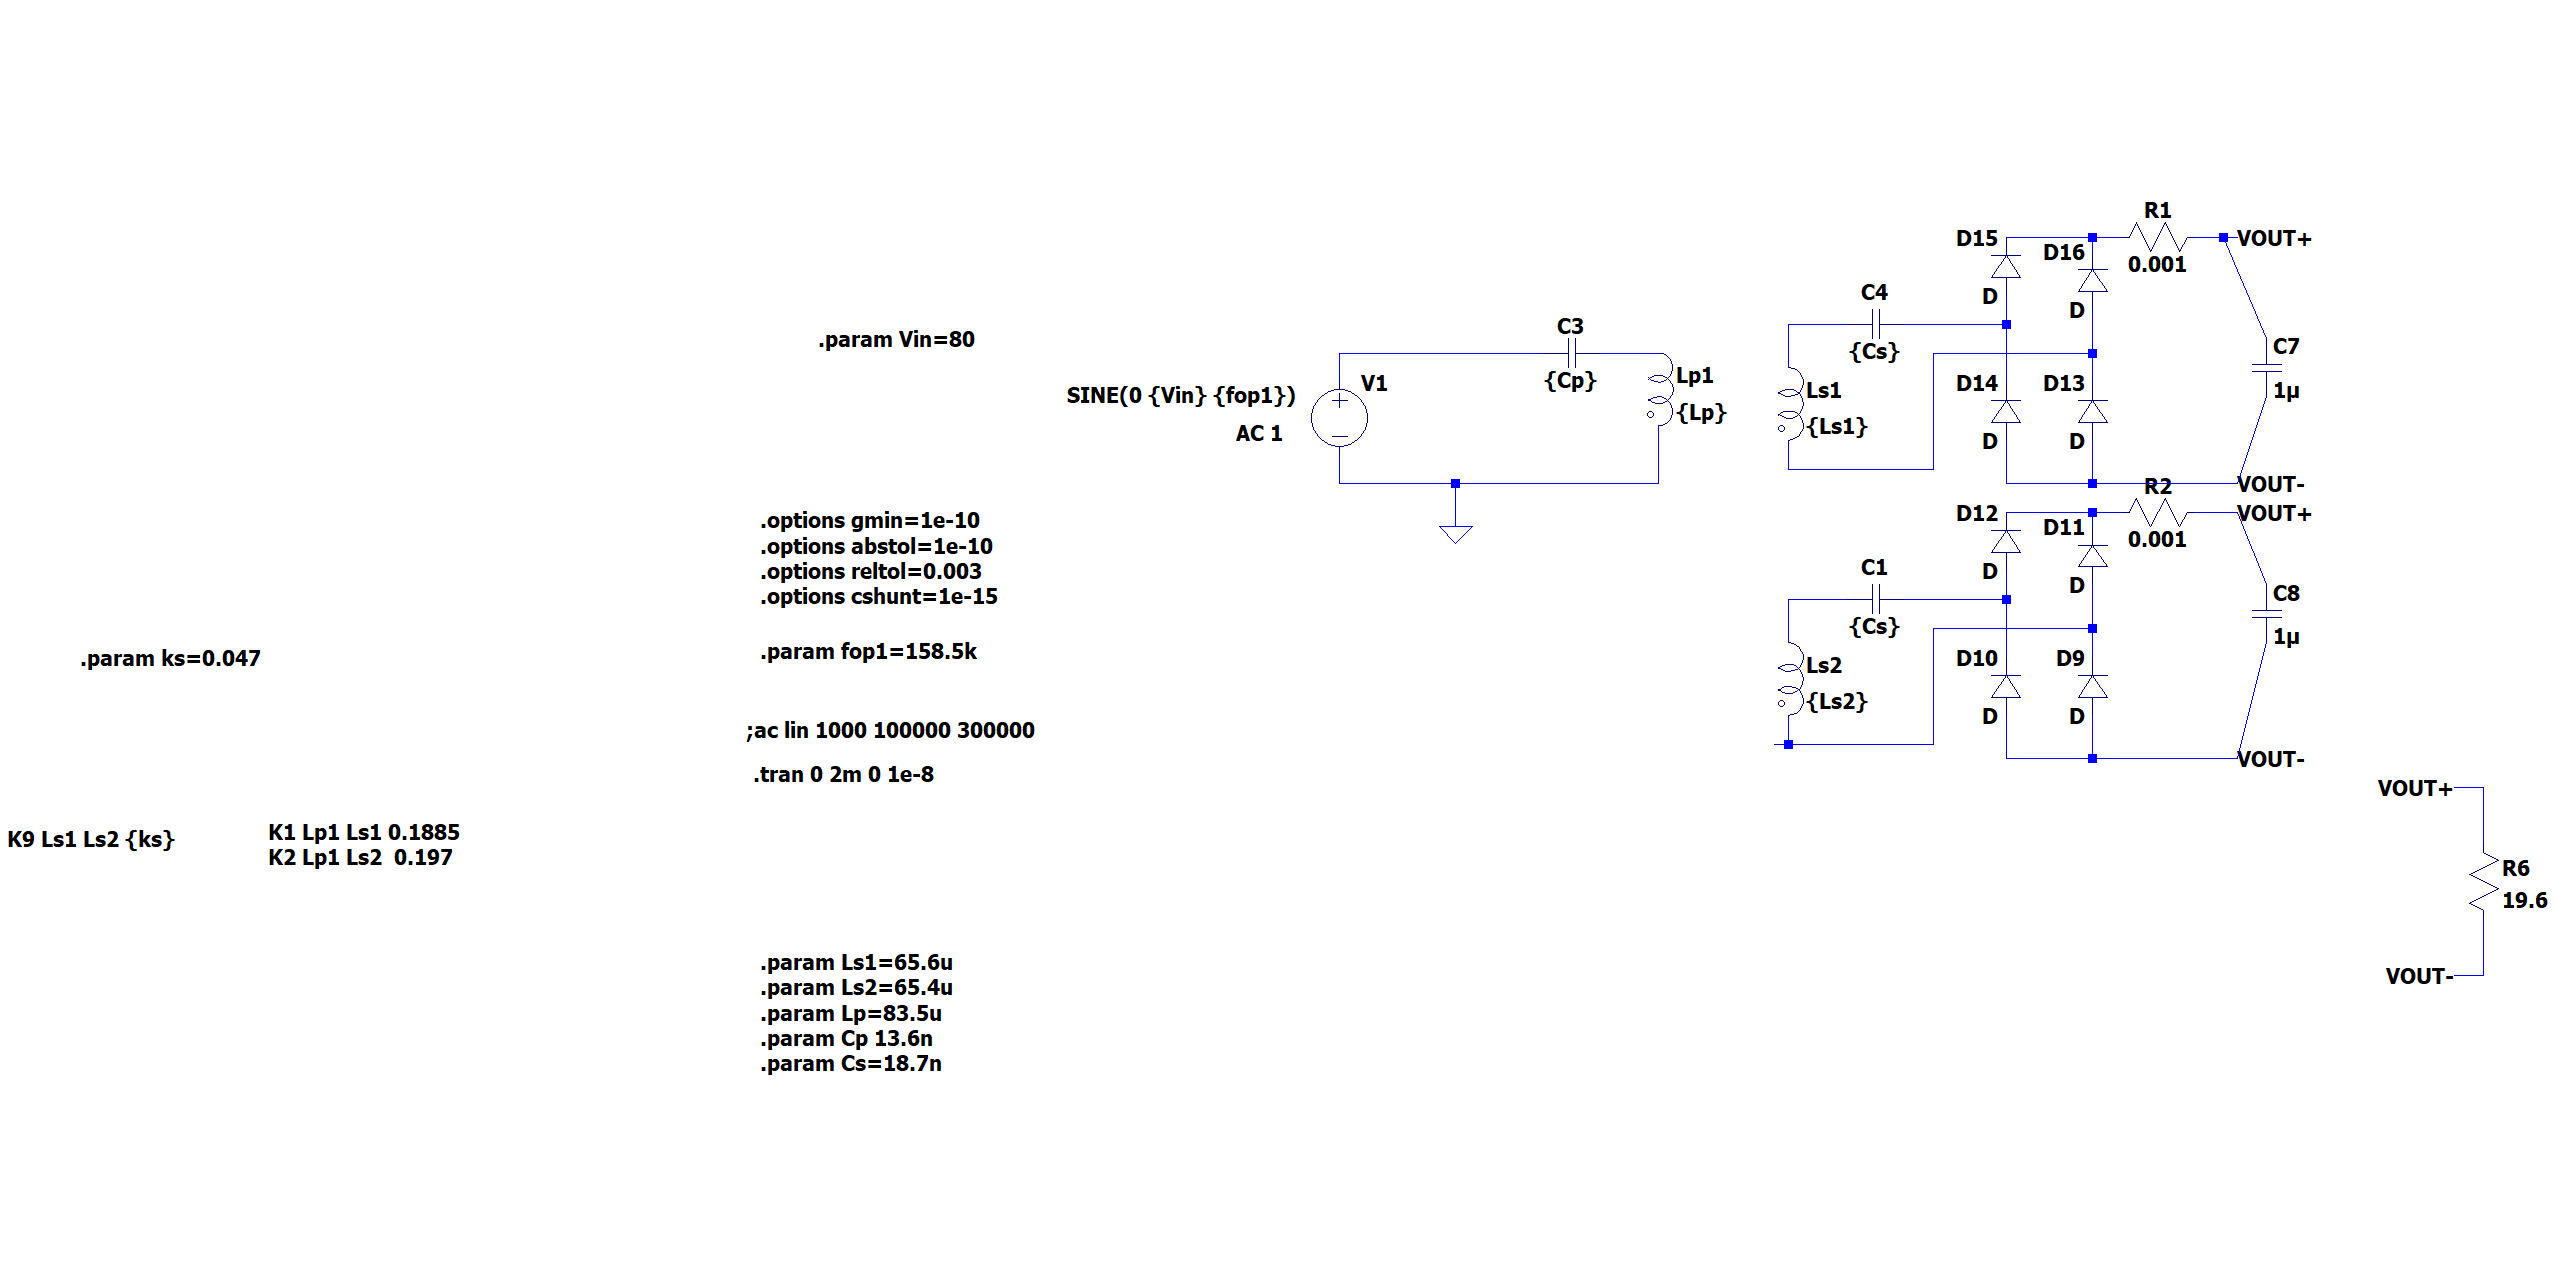 R1
D15
VOUT+
D16
0.001
C4
D
D
.param Vin=80
C3
C7
{Cs}
V1
Lp1
SINE(0 {Vin} {fop1})
{Cp}
Ls1
D14
D13
1µ
{Lp}
AC 1
{Ls1}
D
D
R2
VOUT-
.options gmin=1e-10
D12
VOUT+
D11
.options abstol=1e-10
0.001
.options reltol=0.003
C1
D
D
.options cshunt=1e-15
C8
{Cs}
1µ
.param ks=0.047
.param fop1=158.5k
Ls2
D10
D9
{Ls2}
D
D
;ac lin 1000 100000 300000
VOUT-
.tran 0 2m 0 1e-8
VOUT+
K9 Ls1 Ls2 {ks}
K1 Lp1 Ls1 0.1885
K2 Lp1 Ls2 0.197
R6
19.6
.param Ls1=65.6u
VOUT-
.param Ls2=65.4u
.param Lp=83.5u
.param Cp 13.6n
.param Cs=18.7n